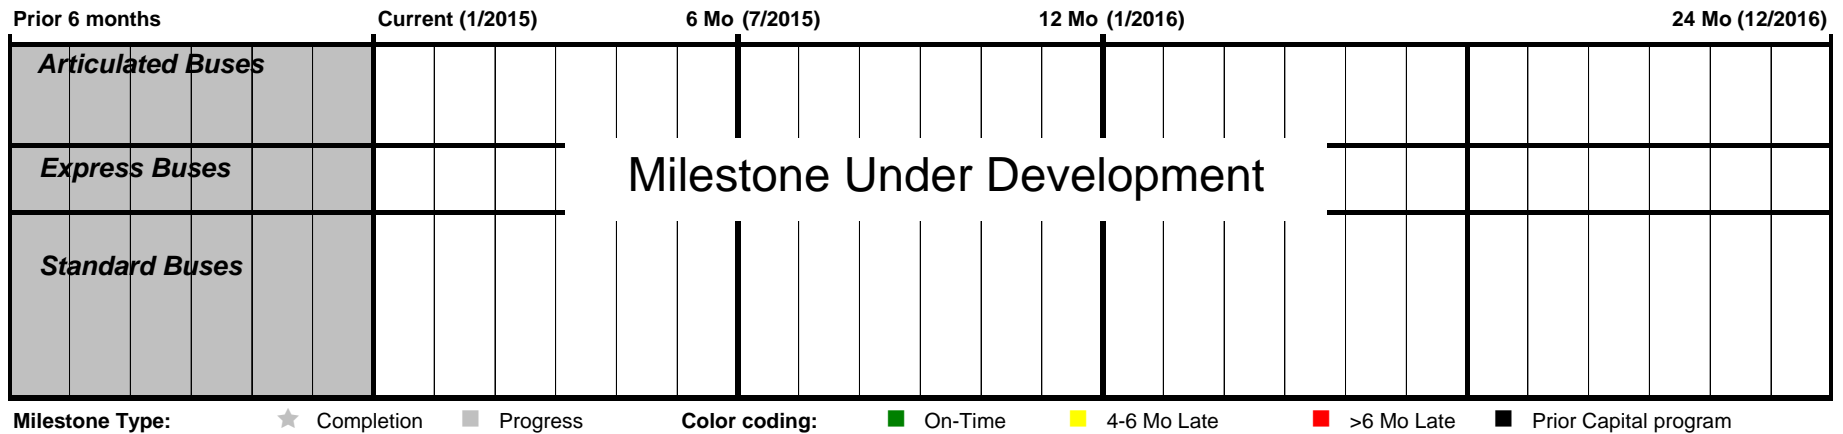 Prior 6 months Current (1/2015) 6 Mo (7/2015) 12 Mo (1/2016) 24 Mo (12/2016)
Articulated Buses
Express Buses
Milestone Under Development
Standard Buses
Milestone Type: Completion Progress Color coding: On-Time 4-6 Mo Late >6 Mo Late Prior Capital program